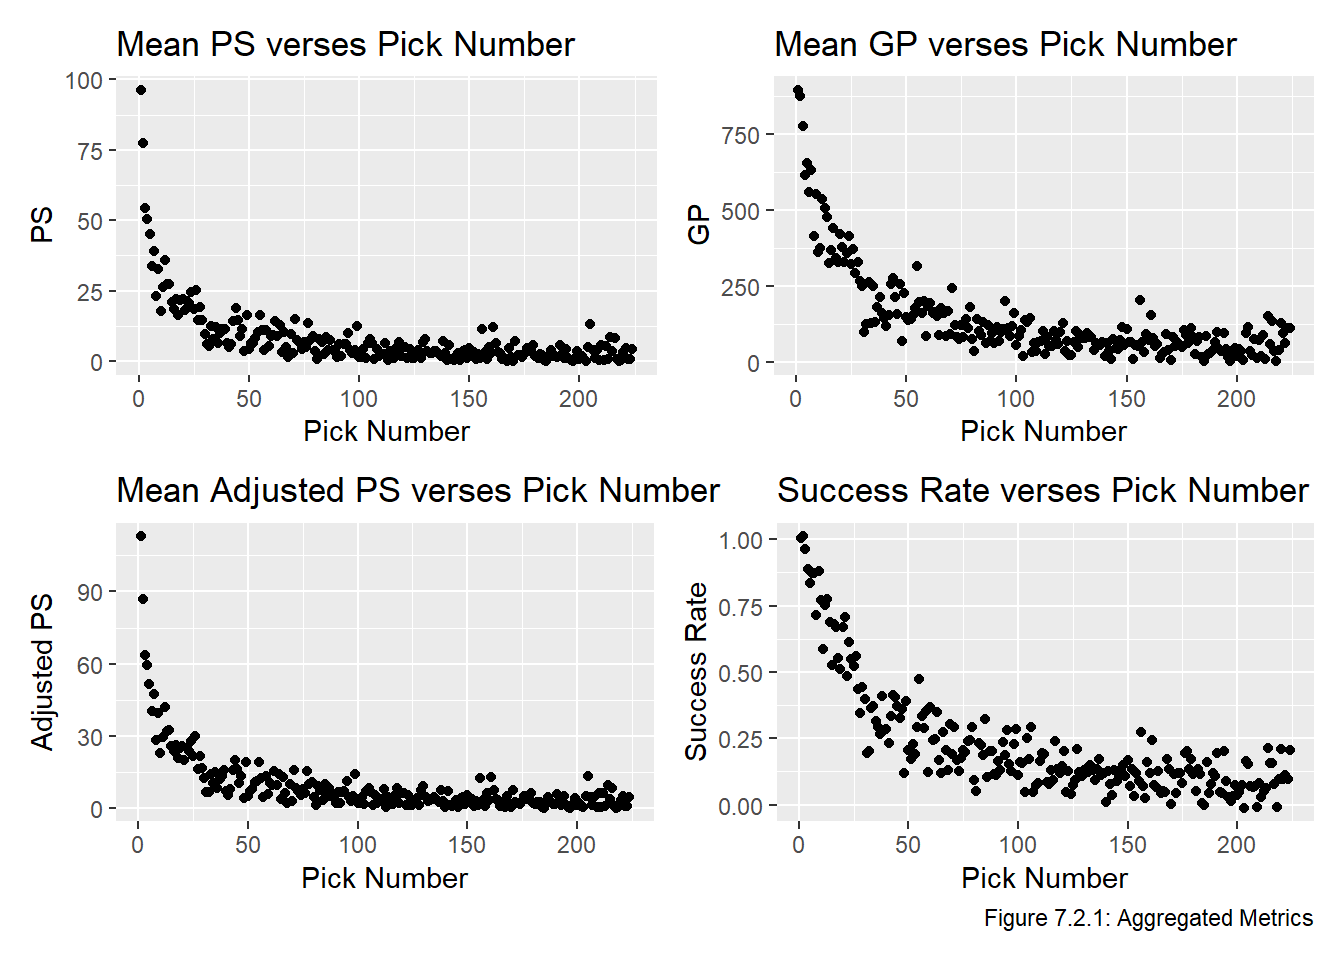 Mean PS verses Pick Number
100
75
50
25
0
PS
0 50 100 150 200
Pick Number
Mean GP verses Pick Number
750
500
250
0
GP
0 50 100 150 200
Pick Number
Mean Adjusted PS verses Pick Number
90
60
30
0
Adjusted PS
0 50 100 150 200
Pick Number
Success Rate verses Pick Number
1.00
0.75
0.50
0.25
0.00
Success Rate
0 50 100 150 200
Pick Number
Figure 7.2.1: Aggregated Metrics